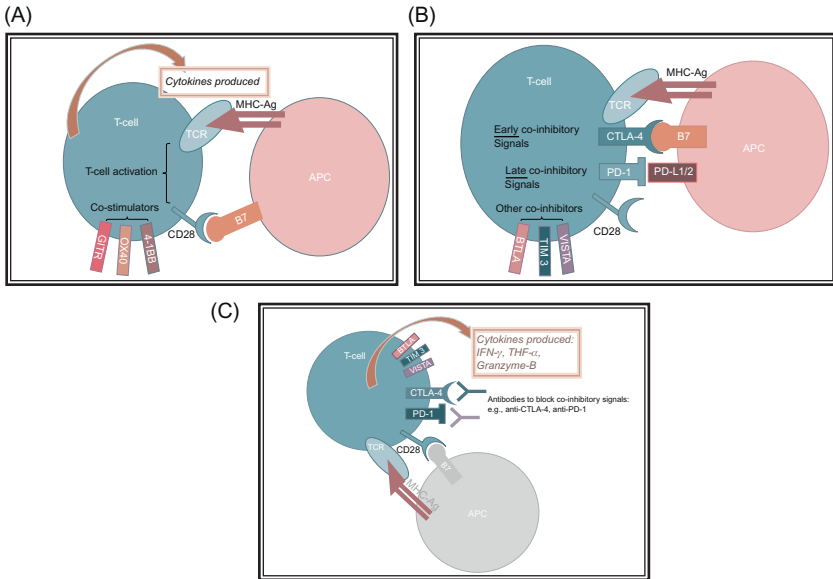 (A)
Cytokines produced
T-cell
MHC-Ag
TCR
T-cell activation
APC
Co-stimulators
B7
CD28
GITR
OX40
4-1BB
(B)
T-cell
MHC-Ag
TCR
Early co-inhibitory
Signals
CTLA-4
B7
APC
Late co-inhibitory
Signals
PD-1
PD-L1/2
Other co-inhibitors
CD28
BTLA
TIM 3
VISTA
(C)
T-cell
BTLA
TIM 3
VISTA
Cytokines produced:
IFN-γ, THF-α,
Granzyme-B
CTLA-4
Antibodies to block co-inhibitory signals:
e.g., anti-CTLA-4, anti-PD-1
PD-1
TCR
CD28
B7
MHC-Ag
APC